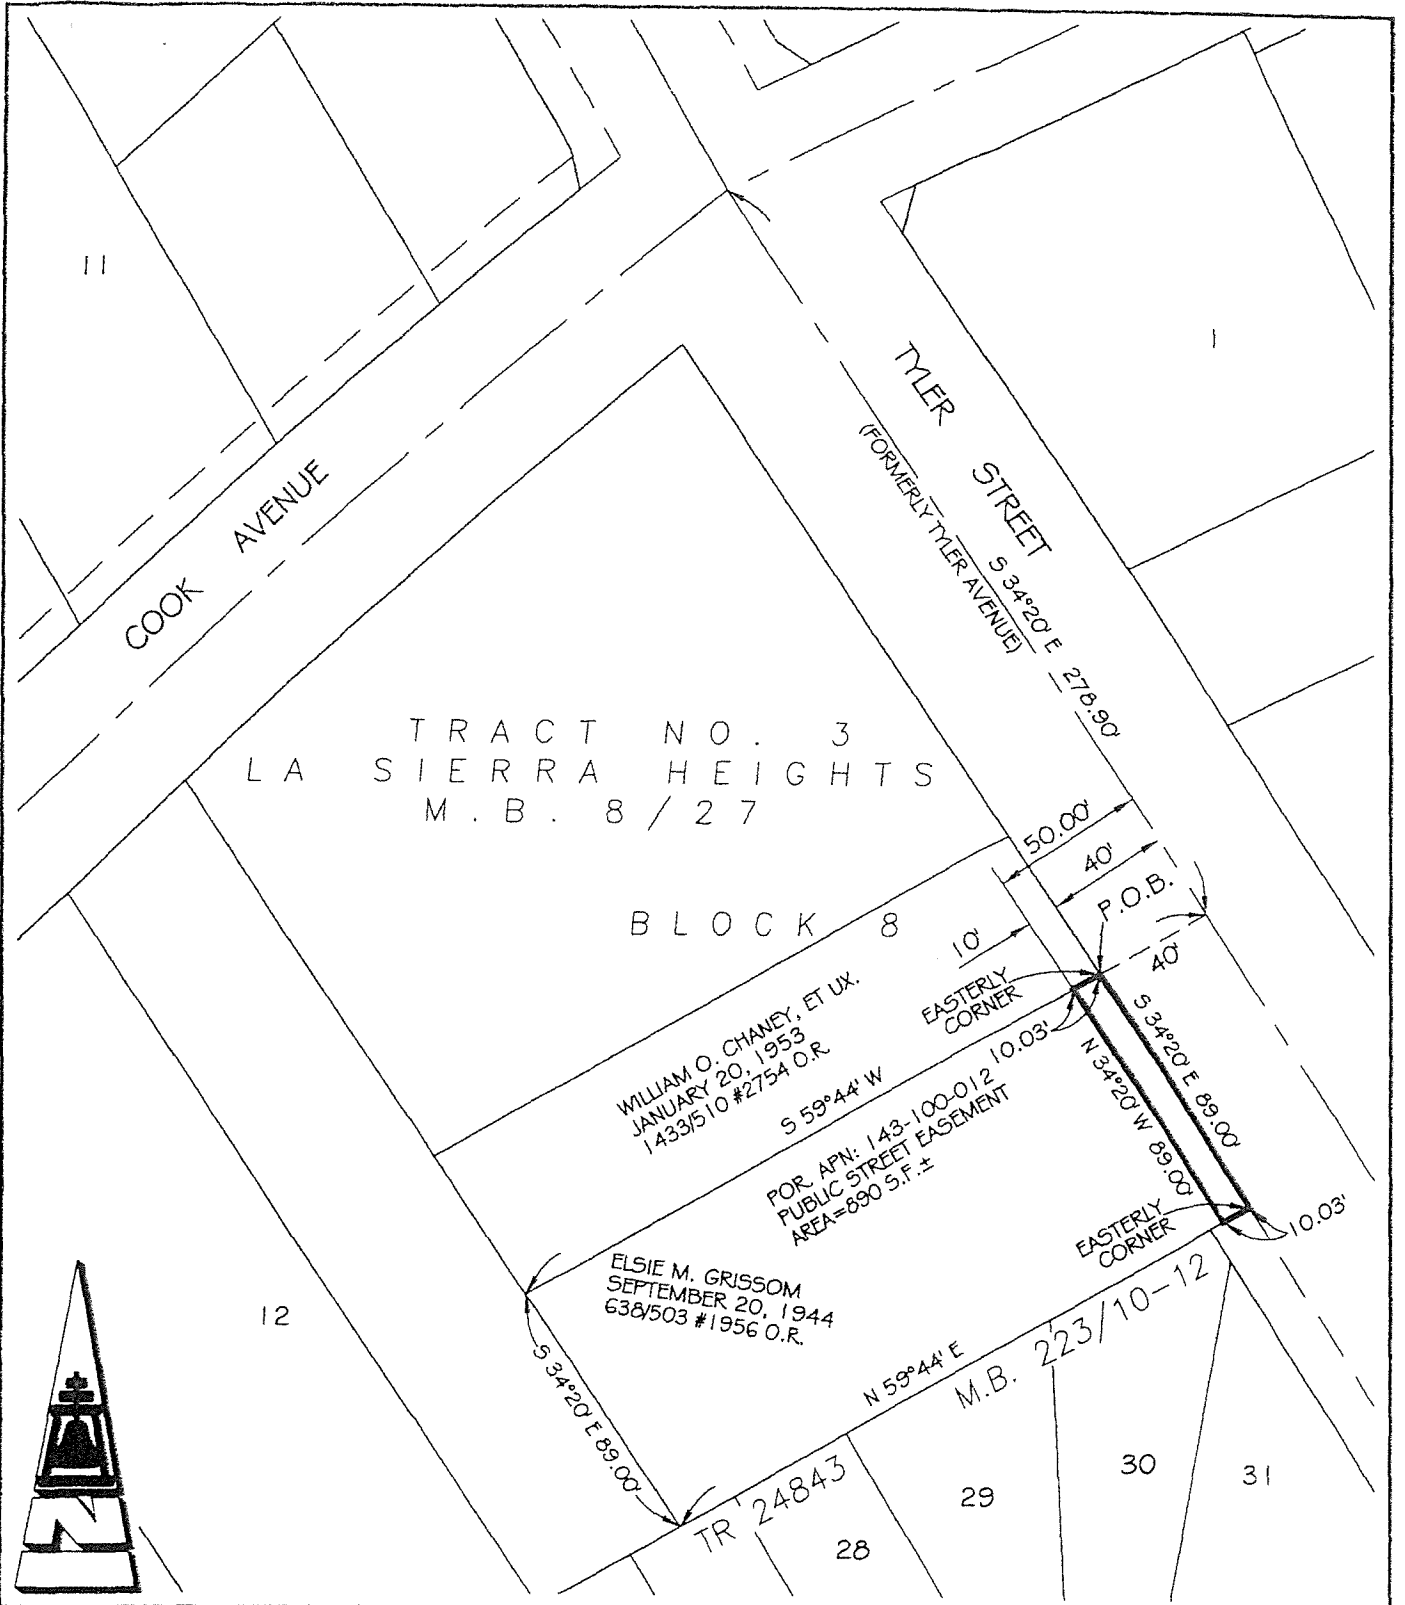 11
1
TYLER STREET
(FORMERLY TYLER AVENUE)
S 34°20' E 278.90'
COOK AVENUE
TRACT NO. 3
LA SIERRA HEIGHTS
M.B. 8/27
BLOCK 8
50.00'
40'
P.O.B.
10'
40'
EASTERLY
CORNER
WILLIAM O. CHANEY, ET UX.
JANUARY 20, 1953
1433/510 #2754 O.R.
S 59°44' W
10.03'
S 34°20' E 89.00'
N 34°20' W 89.00'
POR. APN: 143-100-012
PUBLIC STREET EASEMENT
AREA=890 S.F.±
EASTERLY
CORNER
10.03'
ELSIE M. GRISSOM
SEPTEMBER 20, 1944
638/503 #1956 O.R.
12
S 34°20' E 89.00'
N 59°44' E
M.B. 223/10-12
TR 24843
28
29
30
31
N